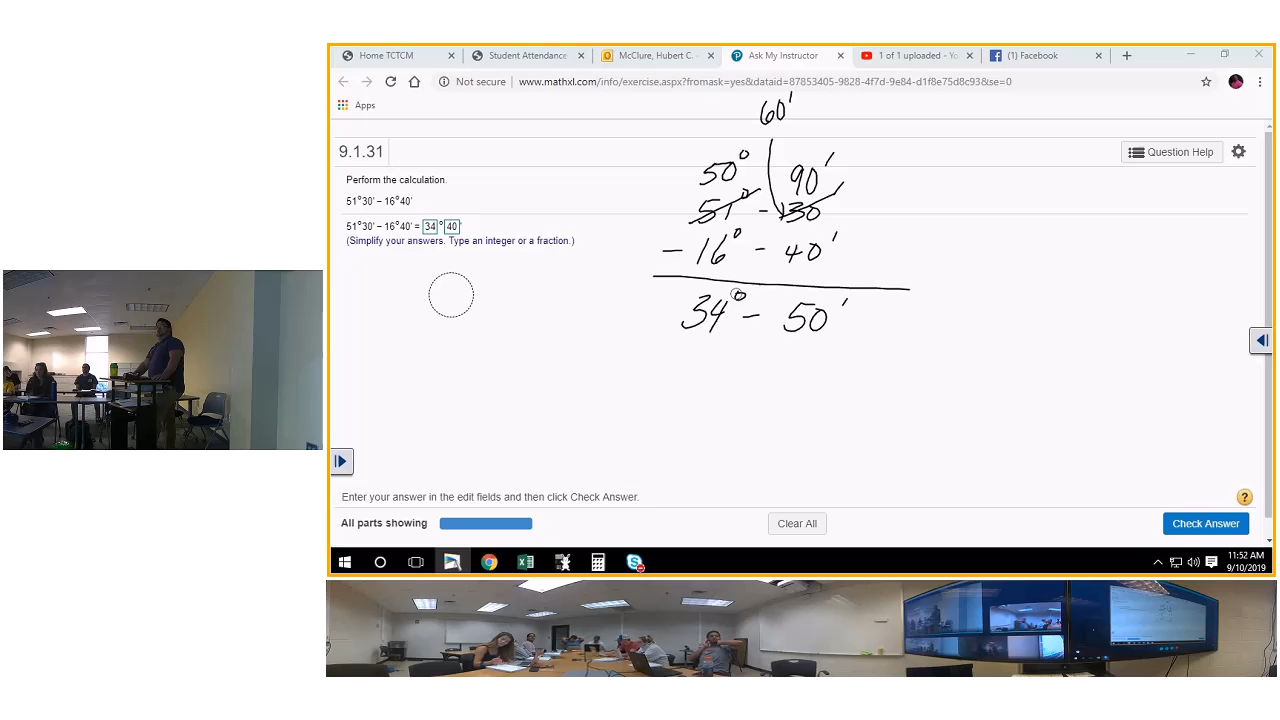 Home TCTCM
Student Attendance
McClure, Hubert C. -
Ask My Instructor
1 of 1 uploaded - Yo
(1) Facebook
Not secure
www.mathxl.com/info/exercise.aspx?fromask=yes&dataid=87853405-9828-4f7d-9e84-d1f8e75d8c93&se=0
Apps
60'
9.1.31
Question Help
50° 90'
Perform the calculation.
51°30' − 16°40'
51° - 130'
51°30' − 16°40' = 34 ° 40 '
(Simplify your answers. Type an integer or a fraction.)
- 16° - 40'
34° - 50'
Enter your answer in the edit fields and then click Check Answer.
?
All parts showing
Clear All
Check Answer
11:52 AM
9/10/2019